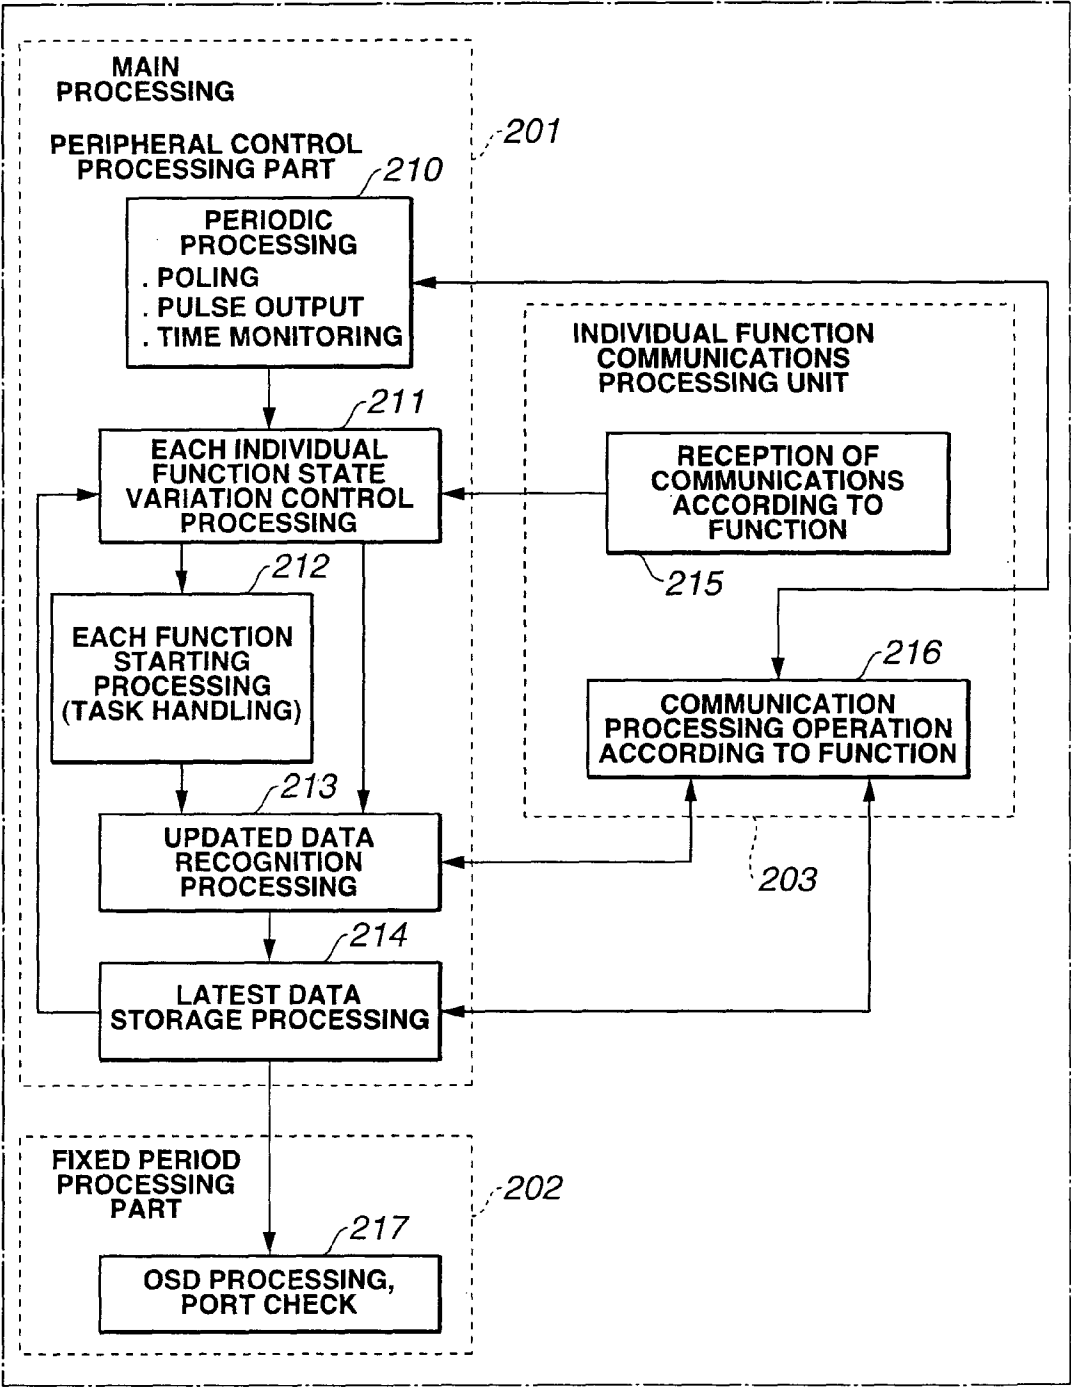 MAIN
PROCESSING
201
PERIPHERAL CONTROL
PROCESSING PART
210
PERIODIC
PROCESSING
. POLING
. PULSE OUTPUT
. TIME MONITORING
INDIVIDUAL FUNCTION
COMMUNICATIONS
PROCESSING UNIT
211
EACH INDIVIDUAL
FUNCTION STATE
VARIATION CONTROL
PROCESSING
RECEPTION OF
COMMUNICATIONS
ACCORDING TO
FUNCTION
215
212
EACH FUNCTION
STARTING
PROCESSING
(TASK HANDLING)
216
COMMUNICATION
PROCESSING OPERATION
ACCORDING TO FUNCTION
213
UPDATED DATA
RECOGNITION
PROCESSING
203
214
LATEST DATA
STORAGE PROCESSING
FIXED PERIOD
PROCESSING
PART
202
217
OSD PROCESSING,
PORT CHECK